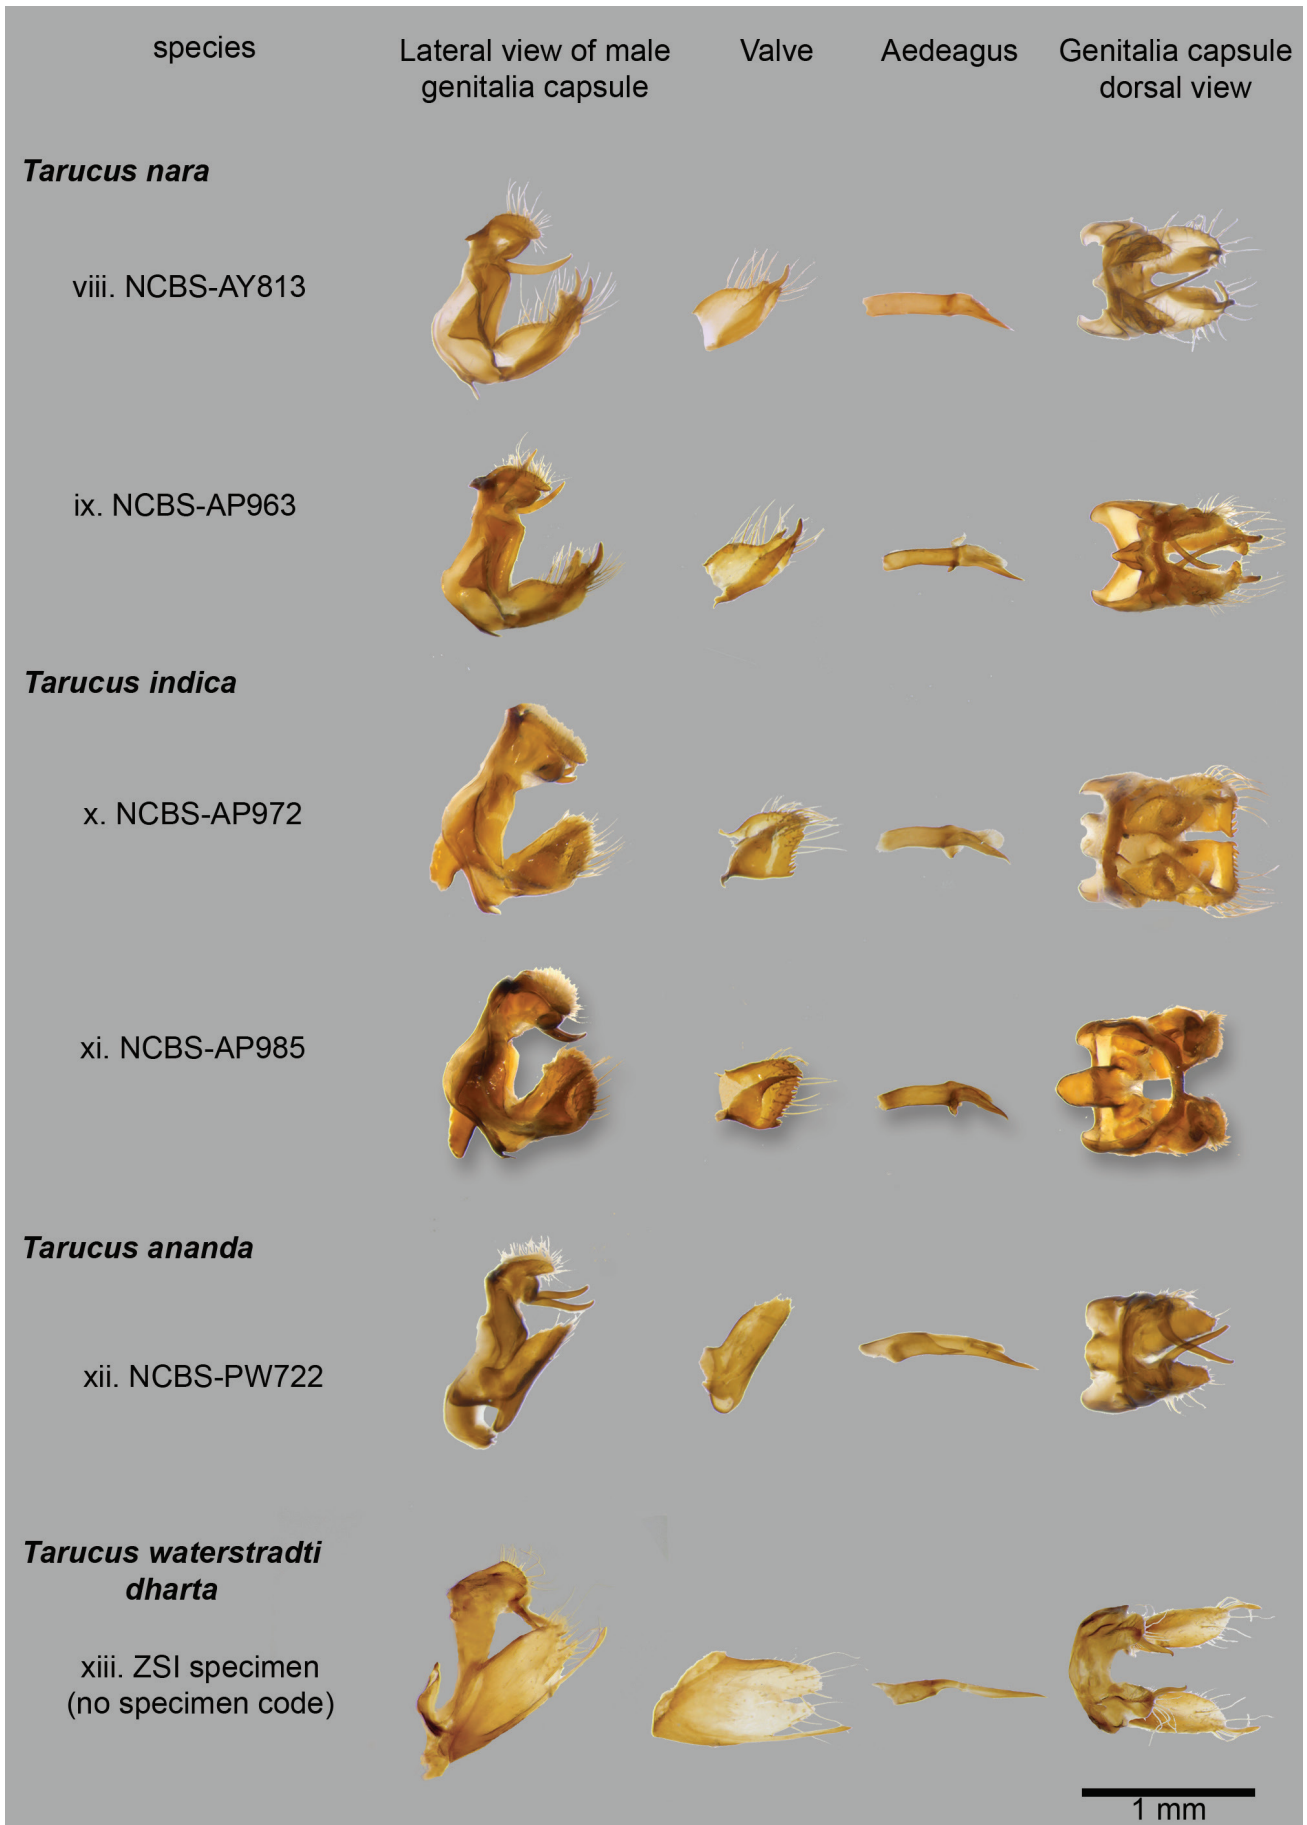 species
Lateral view of male
genitalia capsule
Valve
Aedeagus
Genitalia capsule
dorsal view
Tarucus nara
viii. NCBS-AY813
ix. NCBS-AP963
Tarucus indica
x. NCBS-AP972
xi. NCBS-AP985
Tarucus ananda
xii. NCBS-PW722
Tarucus waterstradti
dharta
xiii. ZSI specimen
(no specimen code)
1 mm